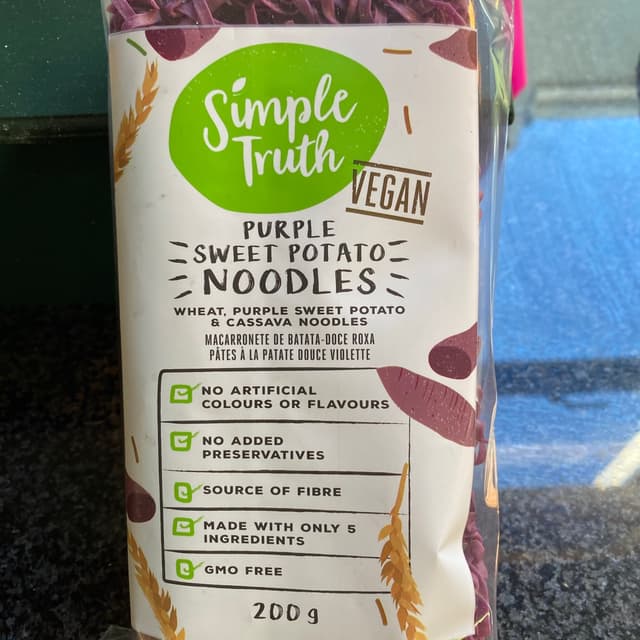 Simple
Truth
VEGAN
PURPLE
SWEET POTATO
NOODLES
WHEAT, PURPLE SWEET POTATO
& CASSAVA NOODLES
MACARRONETE DE BATATA-DOCE ROXA
PÂTES À LA PATATE DOUCE VIOLETTE
NO ARTIFICIAL
COLOURS OR FLAVOURS
NO ADDED
PRESERVATIVES
SOURCE OF FIBRE
MADE WITH ONLY 5
INGREDIENTS
GMO FREE
200 g